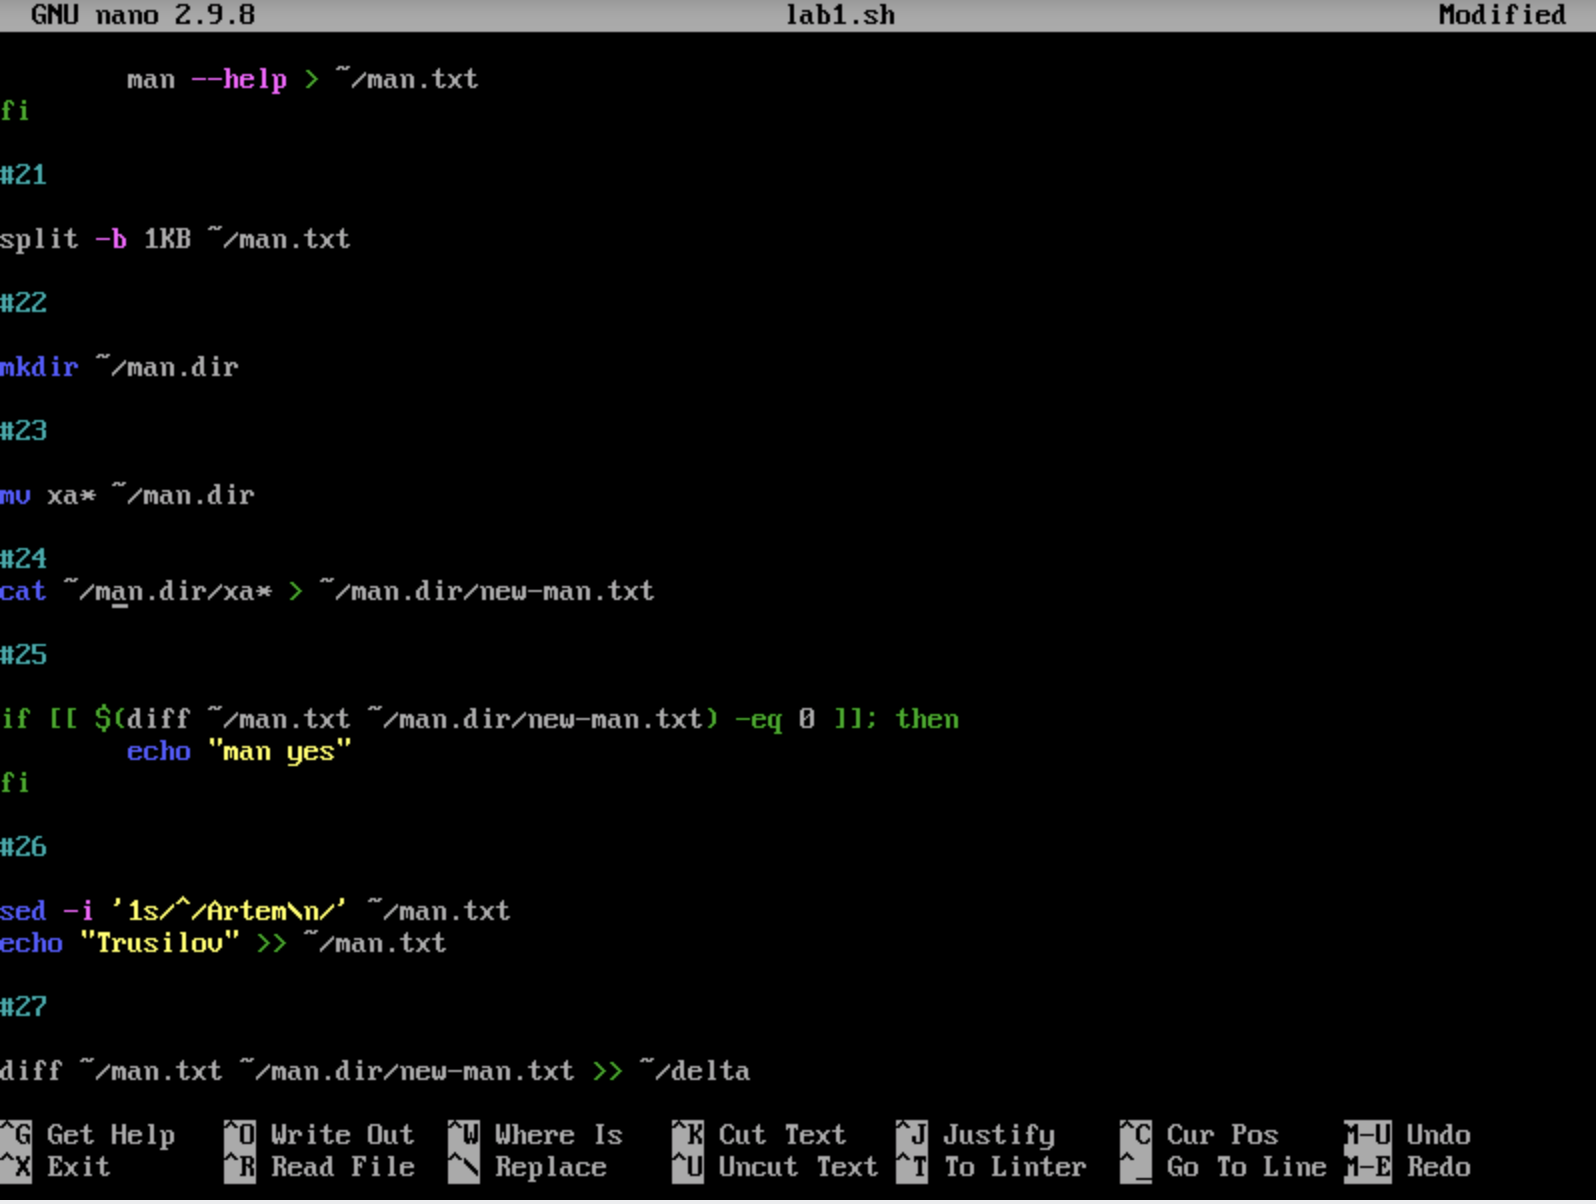 GNU nano 2.9.8 lab1.sh Modified
man --help > ~/man.txt
fi
#21
split -b 1KB ~/man.txt
#22
mkdir ~/man.dir
#23
mv xa* ~/man.dir
#24
cat ~/man.dir/xa* > ~/man.dir/new-man.txt
#25
if [[ $(diff ~/man.txt ~/man.dir/new-man.txt) -eq 0 ]]; then
echo "man yes"
fi
#26
sed -i '1s/^/Artem\n/' ~/man.txt
echo "Trusilov" >> ~/man.txt
#27
diff ~/man.txt ~/man.dir/new-man.txt >> ~/delta
^G Get Help ^O Write Out ^W Where Is ^K Cut Text ^J Justify ^C Cur Pos M-U Undo
^X Exit ^R Read File ^\ Replace ^U Uncut Text ^T To Linter ^_ Go To Line M-E Redo